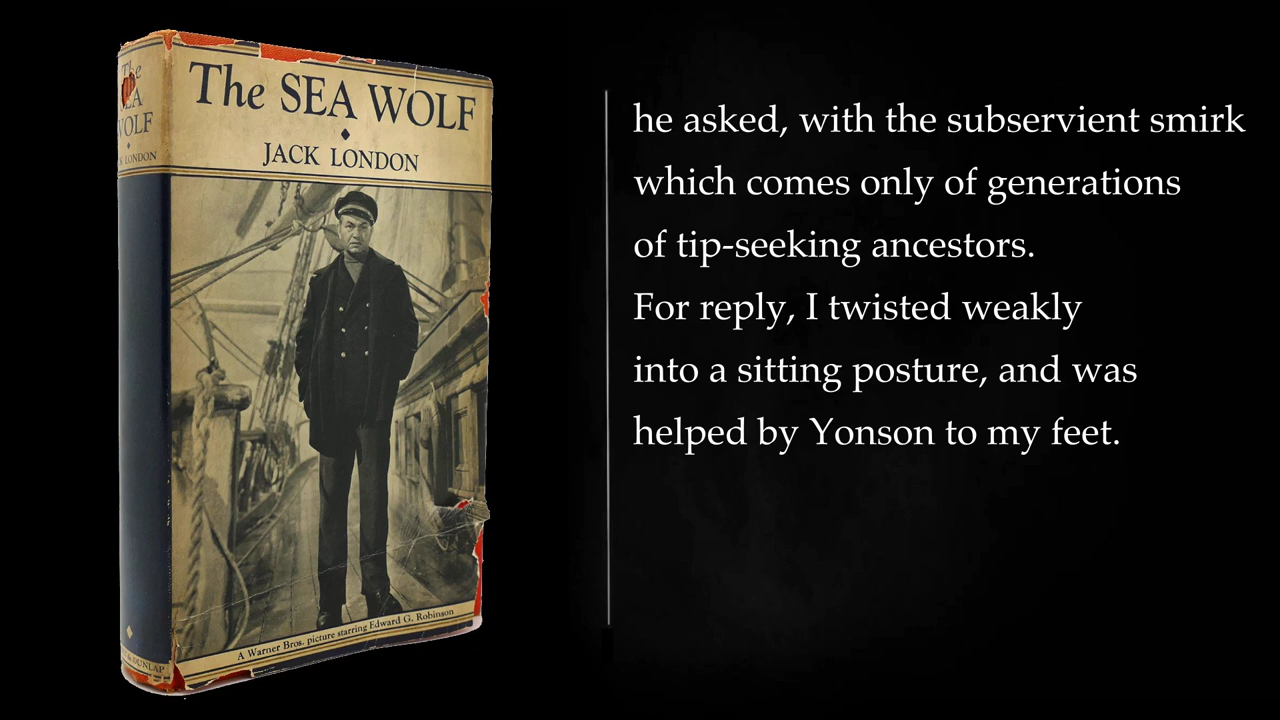 The
SEA
WOLF
LONDON
& DUNLAP
The SEA WOLF
JACK LONDON
A Warner Bros. picture starring Edward G. Robinson
he asked, with the subservient smirk
which comes only of generations
of tip-seeking ancestors.
For reply, I twisted weakly
into a sitting posture, and was
helped by Yonson to my feet.